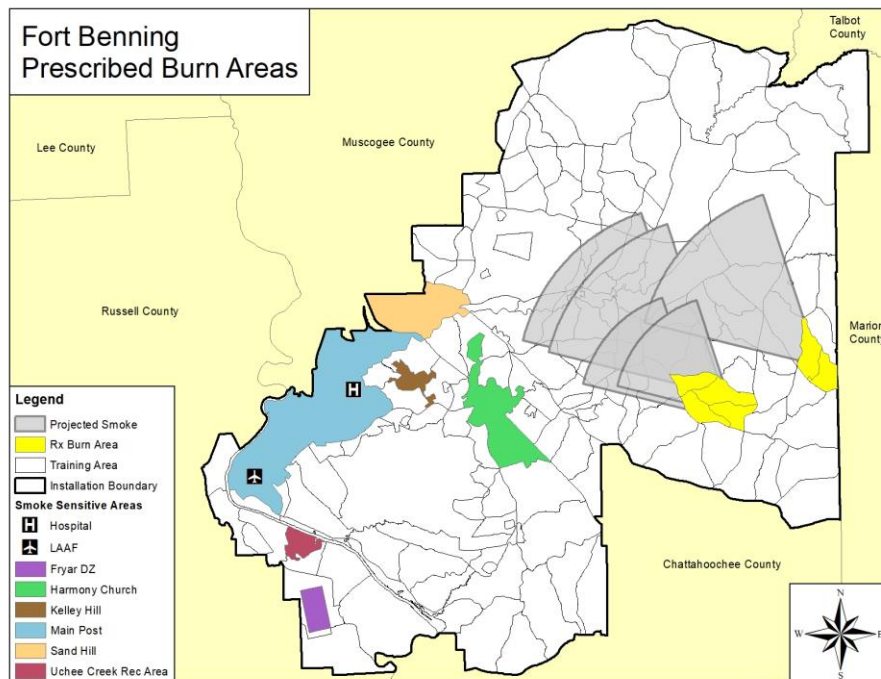 Fort Benning
Prescribed Burn Areas
Talbot
County
Lee County
Muscogee County
Russell County
Marion
County
Chattahoochee County
H
Legend
Projected Smoke
Rx Burn Area
Training Area
Installation Boundary
Smoke Sensitive Areas
H Hospital
LAAF
Fryar DZ
Harmony Church
Kelley Hill
Main Post
Sand Hill
Uchee Creek Rec Area
N
W E
S